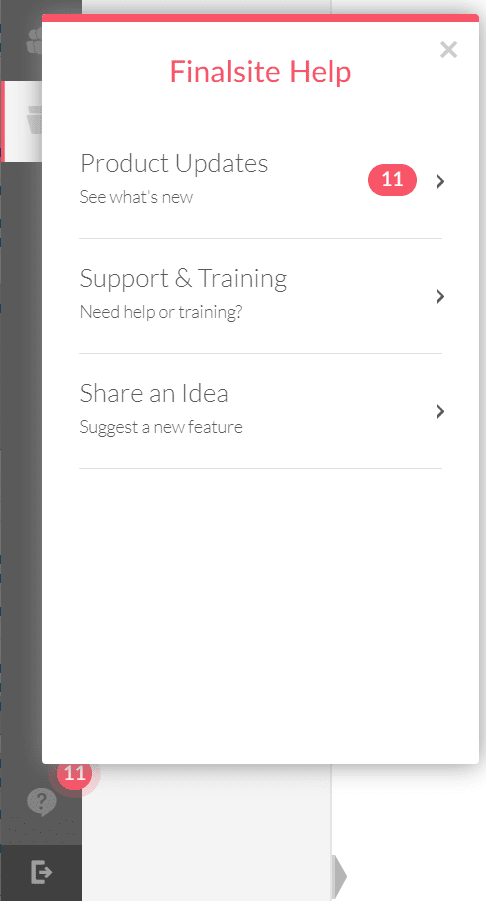 Finalsite Help
Product Updates
See what's new
11
Support & Training
Need help or training?
Share an Idea
Suggest a new feature
11